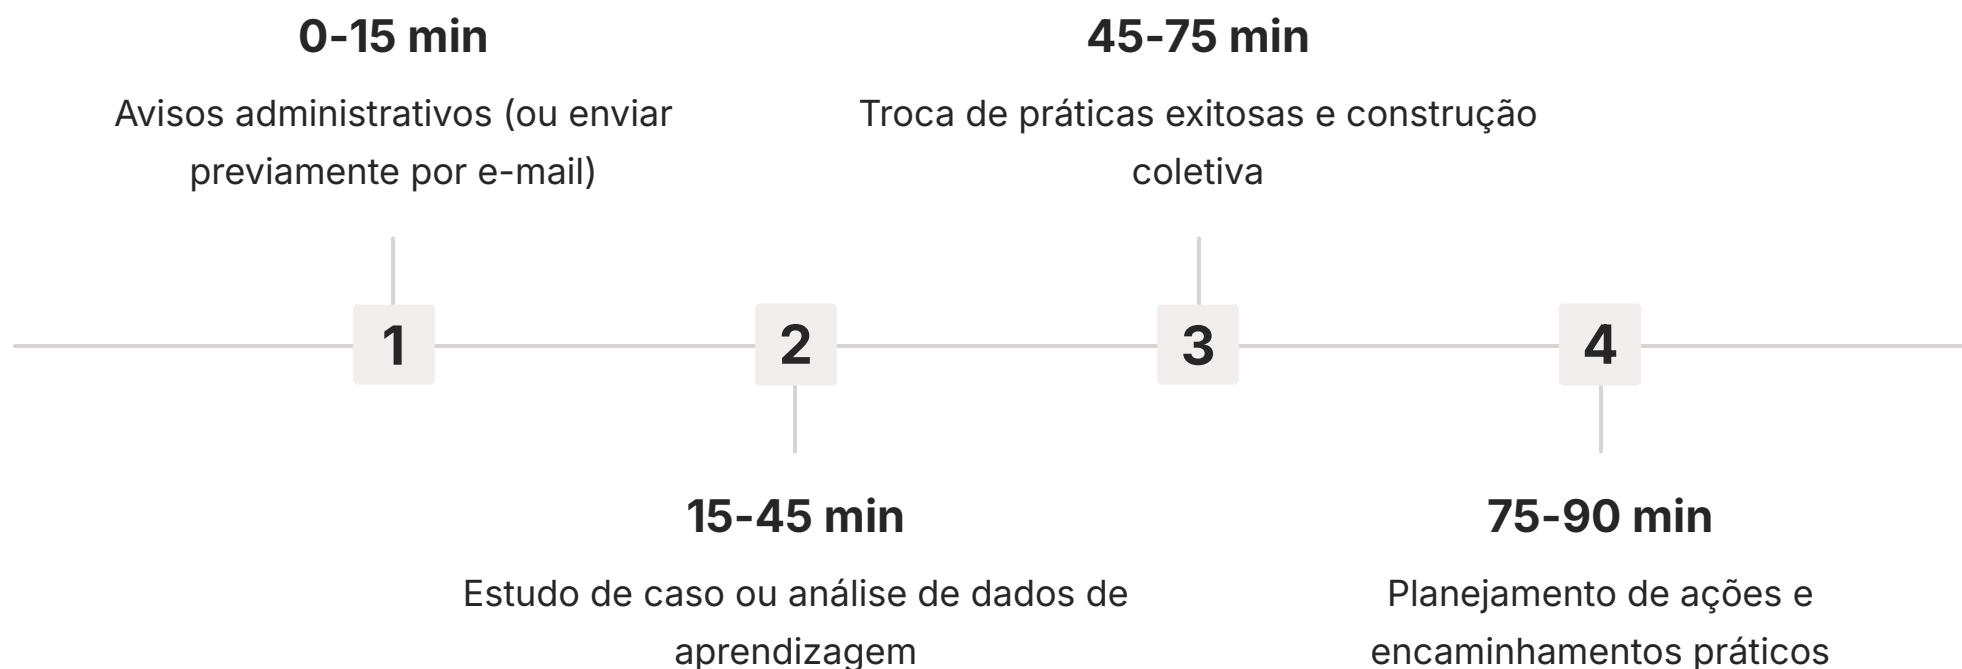 0-15 min
Avisos administrativos (ou enviar
previamente por e-mail)
45-75 min
Troca de práticas exitosas e construção
coletiva
1
2
3
4
15-45 min
Estudo de caso ou análise de dados de
aprendizagem
75-90 min
Planejamento de ações e
encaminhamentos práticos